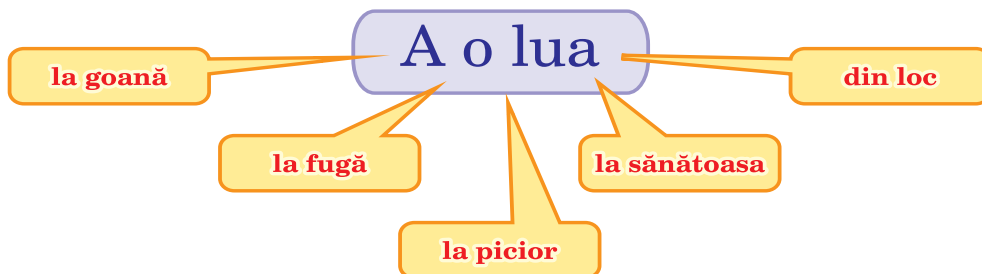 A o lua
la goană
din loc
la fugă
la sănătoasa
la picior